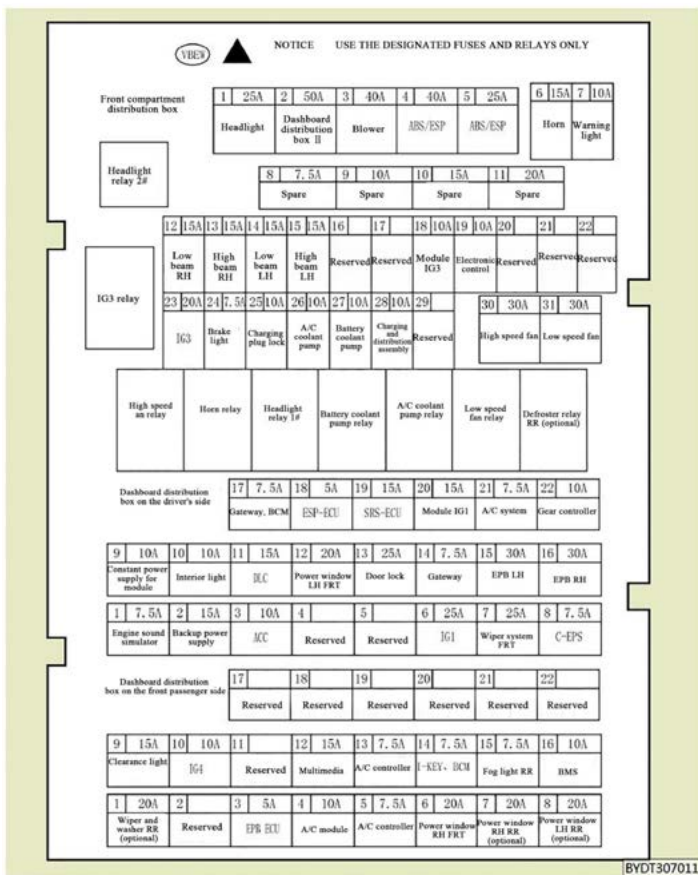 VBEW NOTICE USE THE DESIGNATED FUSES AND RELAYS ONLY
Front compartment
distribution box
1 25A 2 50A 3 40A 4 40A 5 25A
Headlight
Dashboard
distribution
box II
Blower
ABS/ESP
ABS/ESP
6 15A 7 10A
Horn
Warning
light
Headlight
relay 2#
8 7.5A 9 10A 10 15A 11 20A
Spare Spare Spare Spare
12 15A 13 15A 14 15A 15 15A 16 17 18 10A 19 10A 20 21 22
Low
beam
RH
High
beam
RH
Low
beam
LH
High
beam
LH
Reserved
Reserved
Module
IG3
Electronic
control
Reserved
Reserved
Reserved
IG3 relay
23 20A 24 7.5A 25 10A 26 10A 27 10A 28 10A 29
IG3
Brake
light
Charging
plug lock
A/C
coolant
pump
Battery
coolant
pump
Charging
and
distribution
assembly
Reserved
30 30A 31 30A
High speed fan Low speed fan
High speed
an relay
Horn relay
Headlight
relay 1#
Battery coolant
pump relay
A/C coolant
pump relay
Low speed
fan relay
Defroster relay
RR (optional)
Dashboard distribution
box on the driver's side
17 7.5A 18 5A 19 15A 20 15A 21 7.5A 22 10A
Gateway, BCM ESP-ECU SRS-ECU Module IG1 A/C system Gear controller
9 10A 10 10A 11 15A 12 20A 13 25A 14 7.5A 15 30A 16 30A
Constant power
supply for
module
Interior light
DLC
Power window
LH FRT
Door lock
Gateway
EPB LH
EPB RH
1 7.5A 2 15A 3 10A 4 5 6 25A 7 25A 8 7.5A
Engine sound
simulator
Backup power
supply
ACC
Reserved
Reserved
IG1
Wiper system
FRT
C-EPS
Dashboard distribution
box on the front passenger side
17 18 19 20 21 22
Reserved Reserved Reserved Reserved Reserved Reserved
9 15A 10 10A 11 12 15A 13 7.5A 14 7.5A 15 7.5A 16 10A
Clearance light
IG4
Reserved
Multimedia
A/C controller
I-KEY、BCM
Fog light RR
BMS
1 20A 2 3 5A 4 10A 5 7.5A 6 20A 7 20A 8 20A
Wiper and
washer RR
(optional)
Reserved
EPB ECU
A/C module
A/C controller
Power window
RH FRT
Power window
RH RR
(optional)
Power window
LH RR
(optional)
BYDT307011